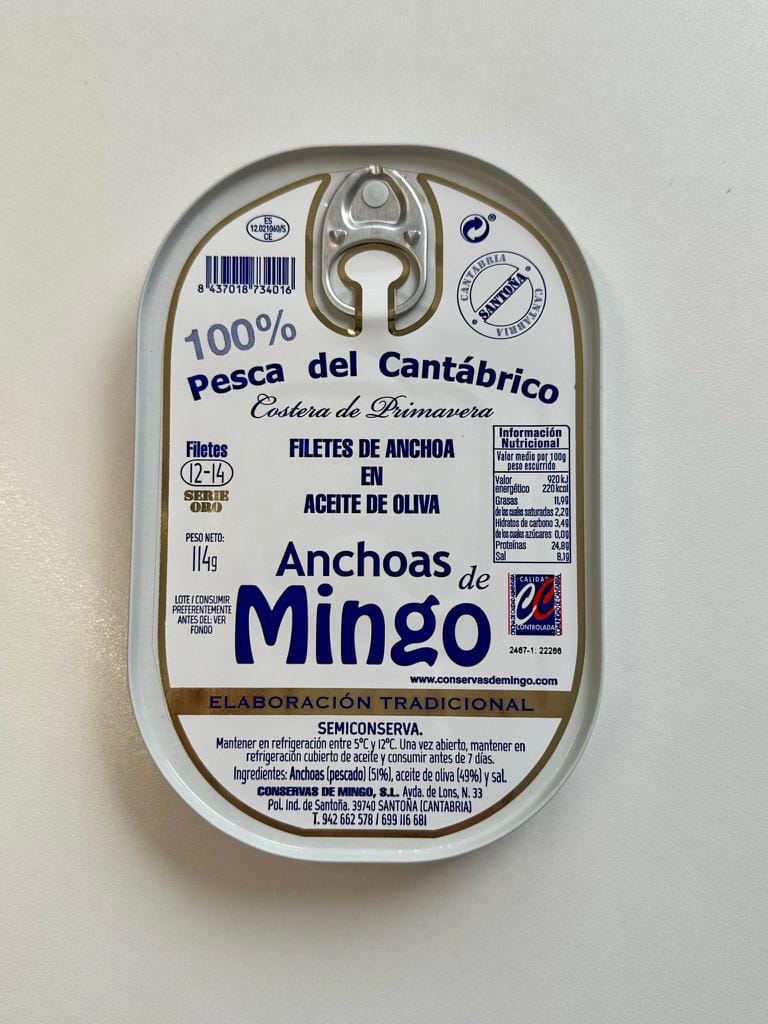 ES
12.021060/S
CE
8 437018 734016
CANTABRIA
SANTOÑA
CANTABRIA
100%
Pesca del Cantábrico
Costera de Primavera
Filetes
12-14
SERIE
ORO
FILETES DE ANCHOA
EN
ACEITE DE OLIVA
Información
Nutricional
Valor medio por 100g
peso escurrido
Valor
energético
920 kJ
220 kcal
Grasas 11,9g
de las cuales saturadas 2,2g
Hidratos de carbono 3,4g
de los cuales azúcares 0,0g
Proteínas 24,8g
Sal 8,1g
PESO NETO:
114g
Anchoas de
Mingo
LOTE / CONSUMIR
PREFERENTEMENTE
ANTES DEL: VER
FONDO
CALIDAD
CC
CONTROLADA
2467-1: 22266
www.conservasdemingo.com
ELABORACIÓN TRADICIONAL
SEMICONSERVA.
Mantener en refrigeración entre 5°C y 12°C. Una vez abierto, mantener en
refrigeración cubierto de aceite y consumir antes de 7 días.
Ingredientes: Anchoas (pescado) (51%), aceite de oliva (49%) y sal.
CONSERVAS DE MINGO, S.L. Avda. de Lons, N. 33
Pol. Ind. de Santoña. 39740 SANTOÑA (CANTABRIA)
T. 942 662 578 / 699 116 681